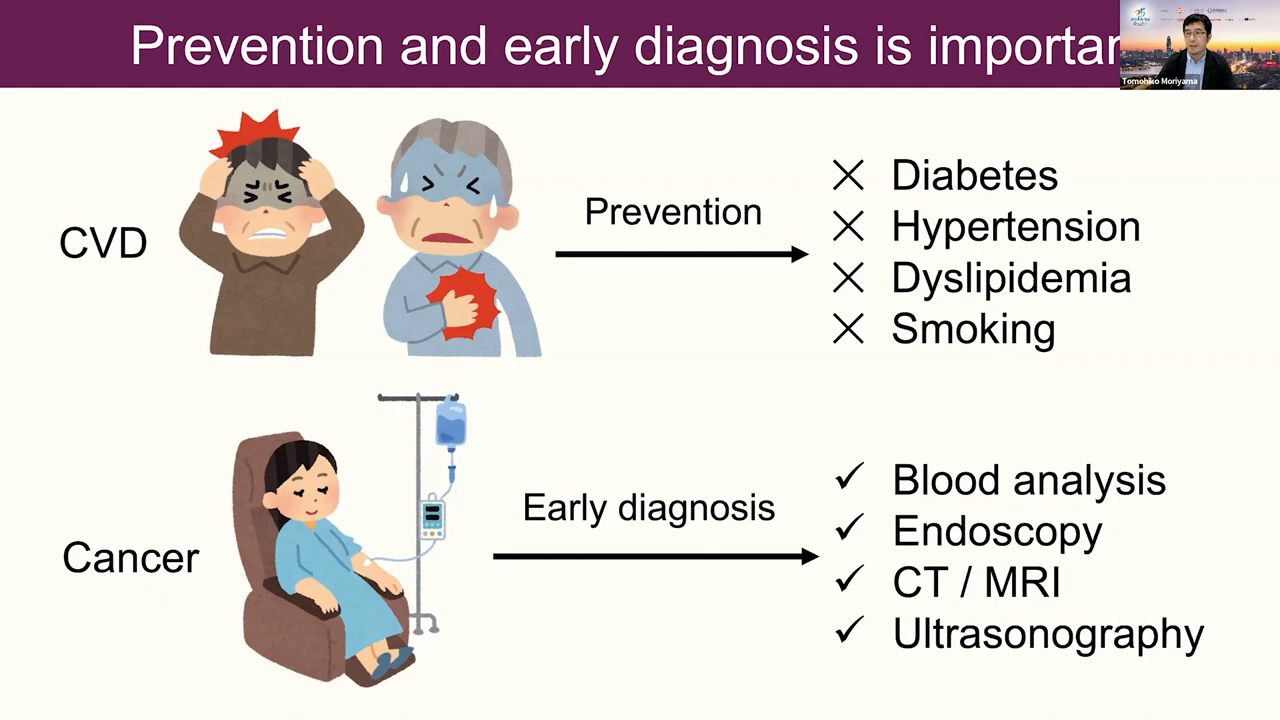 Prevention and early diagnosis is importan
Tomohiko Moriyama
CVD
Prevention
× Diabetes
× Hypertension
× Dyslipidemia
× Smoking
Cancer
Early diagnosis
✓ Blood analysis
✓ Endoscopy
✓ CT / MRI
✓ Ultrasonography